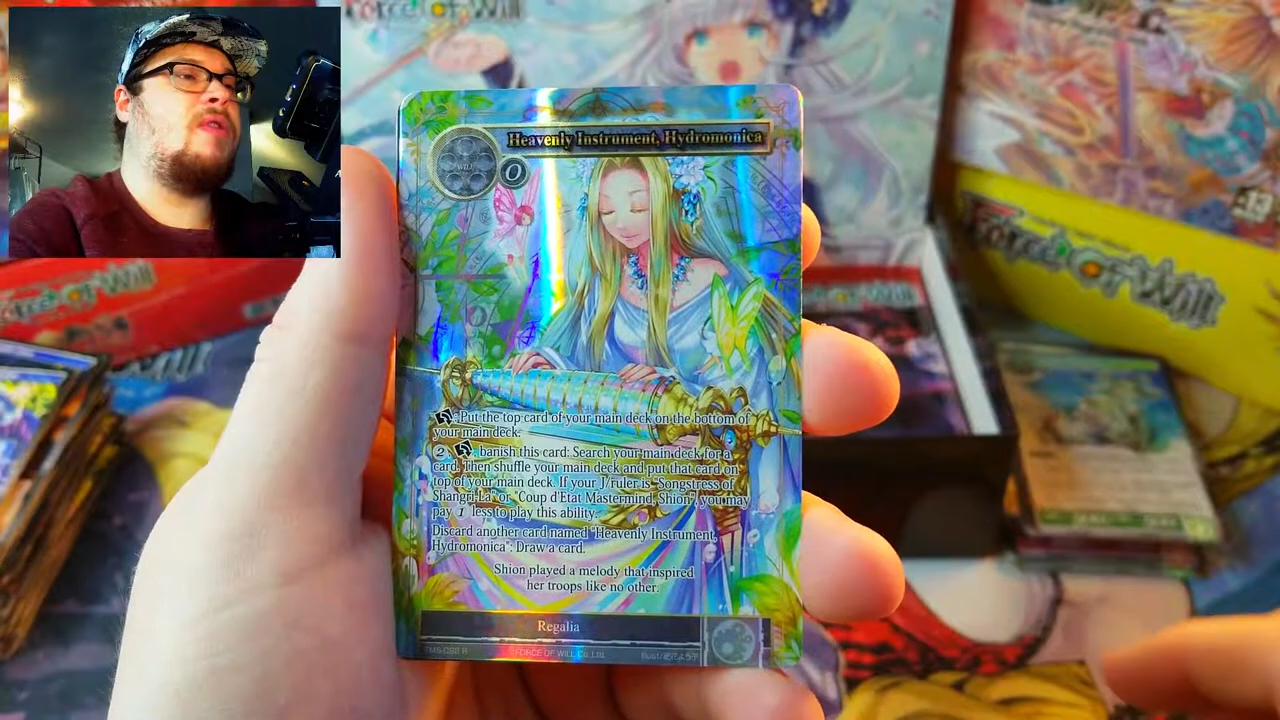 Force of Will
Heavenly Instrument, Hydromonica
WILL
0
: Put the top card of your main deck on the bottom of
your main deck.
2 , banish this card: Search your main deck for a
card. Then shuffle your main deck and put that card on
top of your main deck. If your J/ruler is "Songstress of
Shangri-La" or "Coup d'Etat Mastermind, Shion", you may
pay 1 less to play this ability.
Discard another card named "Heavenly Instrument,
Hydromonica": Draw a card.
Shion played a melody that inspired
her troops like no other.
Regalia
FORCE OF WILL Co.,Ltd.
Force of Will
Force of Will